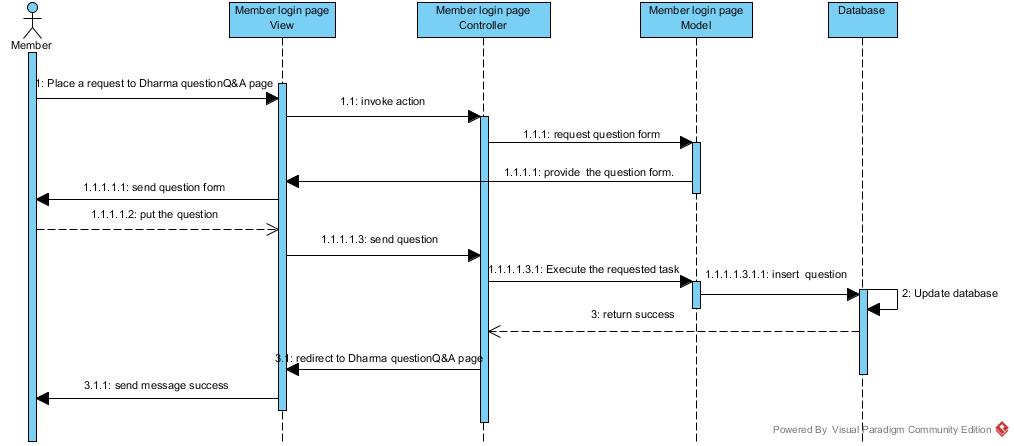 Member login page
View
Member login page
Controller
Member login page
Model
Database
Member
1: Place a request to Dharma questionQ&A page
1.1: invoke action
1.1.1: request question form
1.1.1.1: provide  the question form.
1.1.1.1.1: send question form
1.1.1.1.2: put the question
1.1.1.1.3: send question
1.1.1.1.3.1: Execute the requested task
1.1.1.1.3.1.1: insert  question
2: Update database
3: return success
3.1: redirect to Dharma questionQ&A page
3.1.1: send message success
Powered By  Visual Paradigm Community Edition